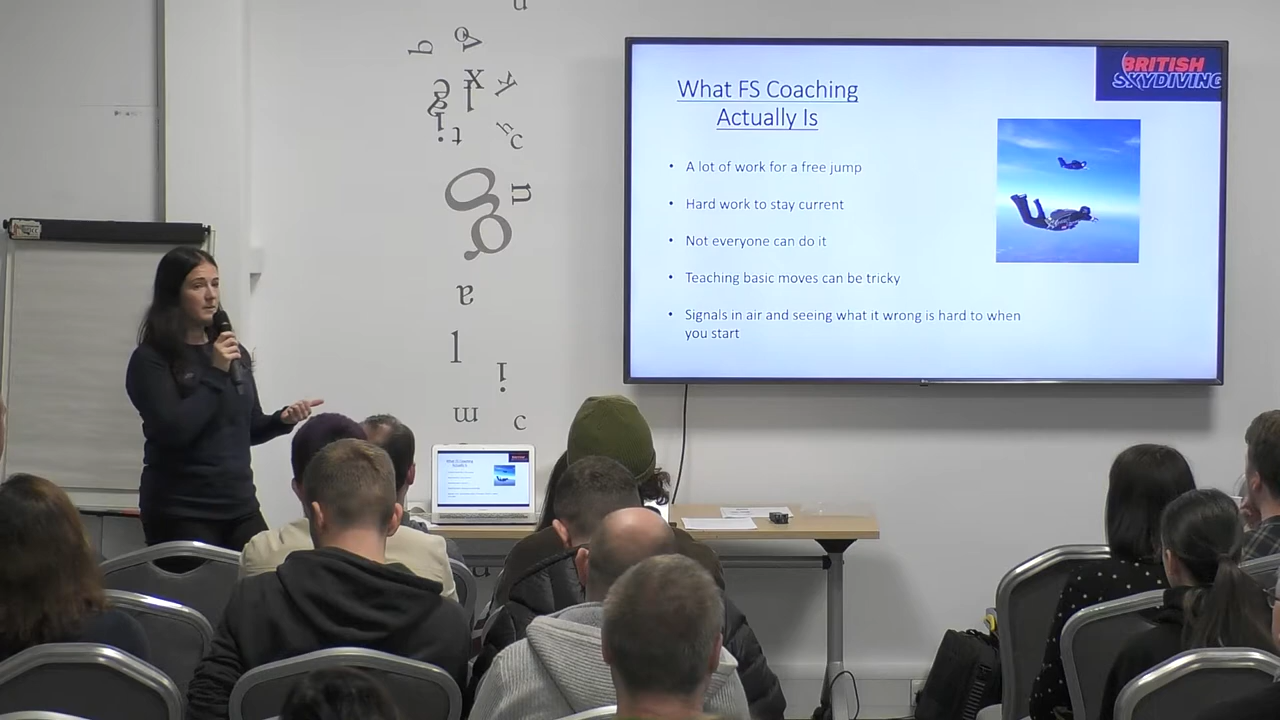 BRITISH
SKYDIVING
What FS Coaching
Actually Is
• A lot of work for a free jump
• Hard work to stay current
• Not everyone can do it
• Teaching basic moves can be tricky
• Signals in air and seeing what it wrong is hard to when
you start